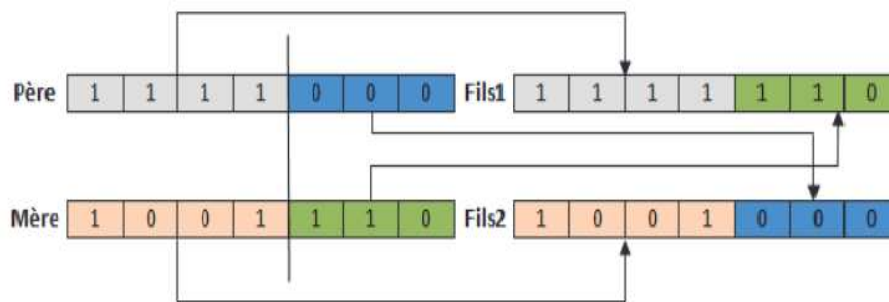 Père 1 1 1 1 0 0 0 Fils1 1 1 1 1 1 1 0
Mère 1 0 0 1 1 1 0 Fils2 1 0 0 1 0 0 0